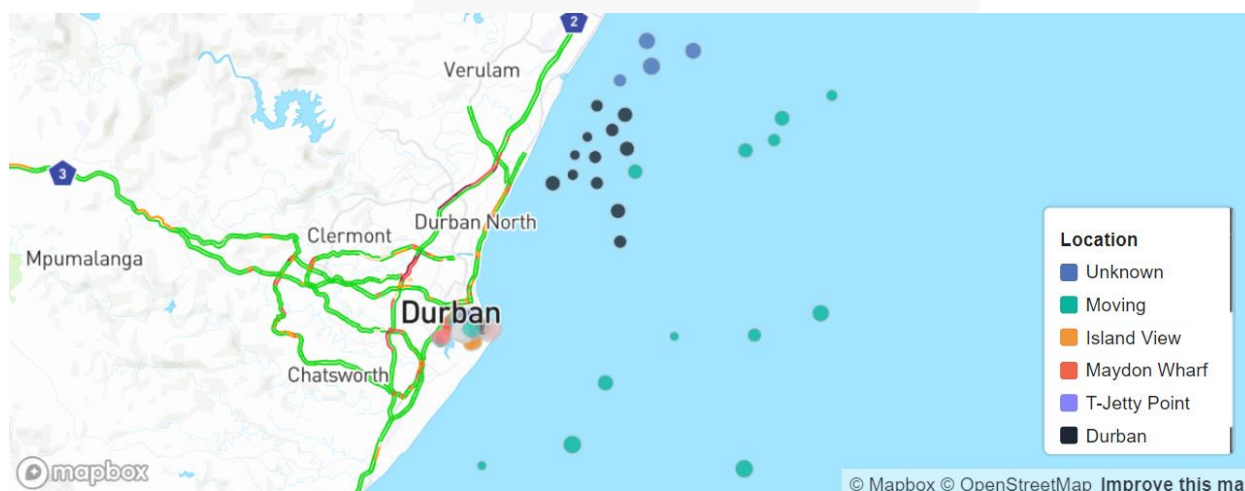 2
Verulam
3
Durban North
Clermont
Mpumalanga
Durban
Chatsworth
Location
Unknown
Moving
Island View
Maydon Wharf
T-Jetty Point
Durban
mapbox
© Mapbox © OpenStreetMap Improve this ma